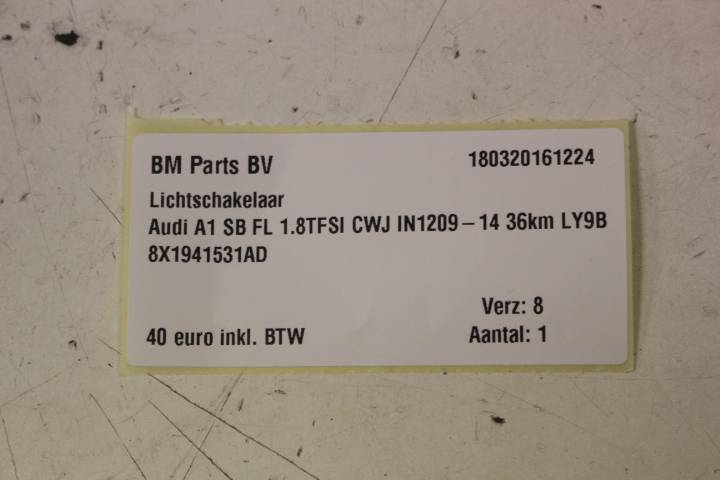 BM Parts BV 180320161224
Lichtschakelaar
Audi A1 SB FL 1.8TFSI CWJ IN1209-14 36km LY9B
8X1941531AD
Verz: 8
40 euro inkl. BTW Aantal: 1